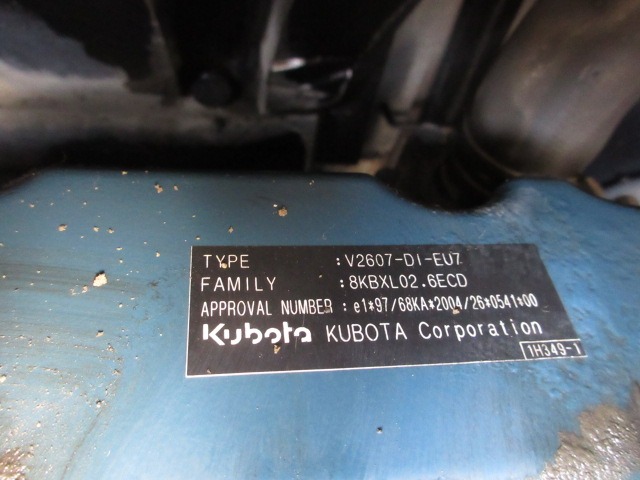 TYPE :V2607-DI-EU7
FAMILY :8KBXL02.6ECD
APPROVAL NUMBER :e1*97/68KA*2004/26*0541*00
Kubota KUBOTA Corporation
1H349-1